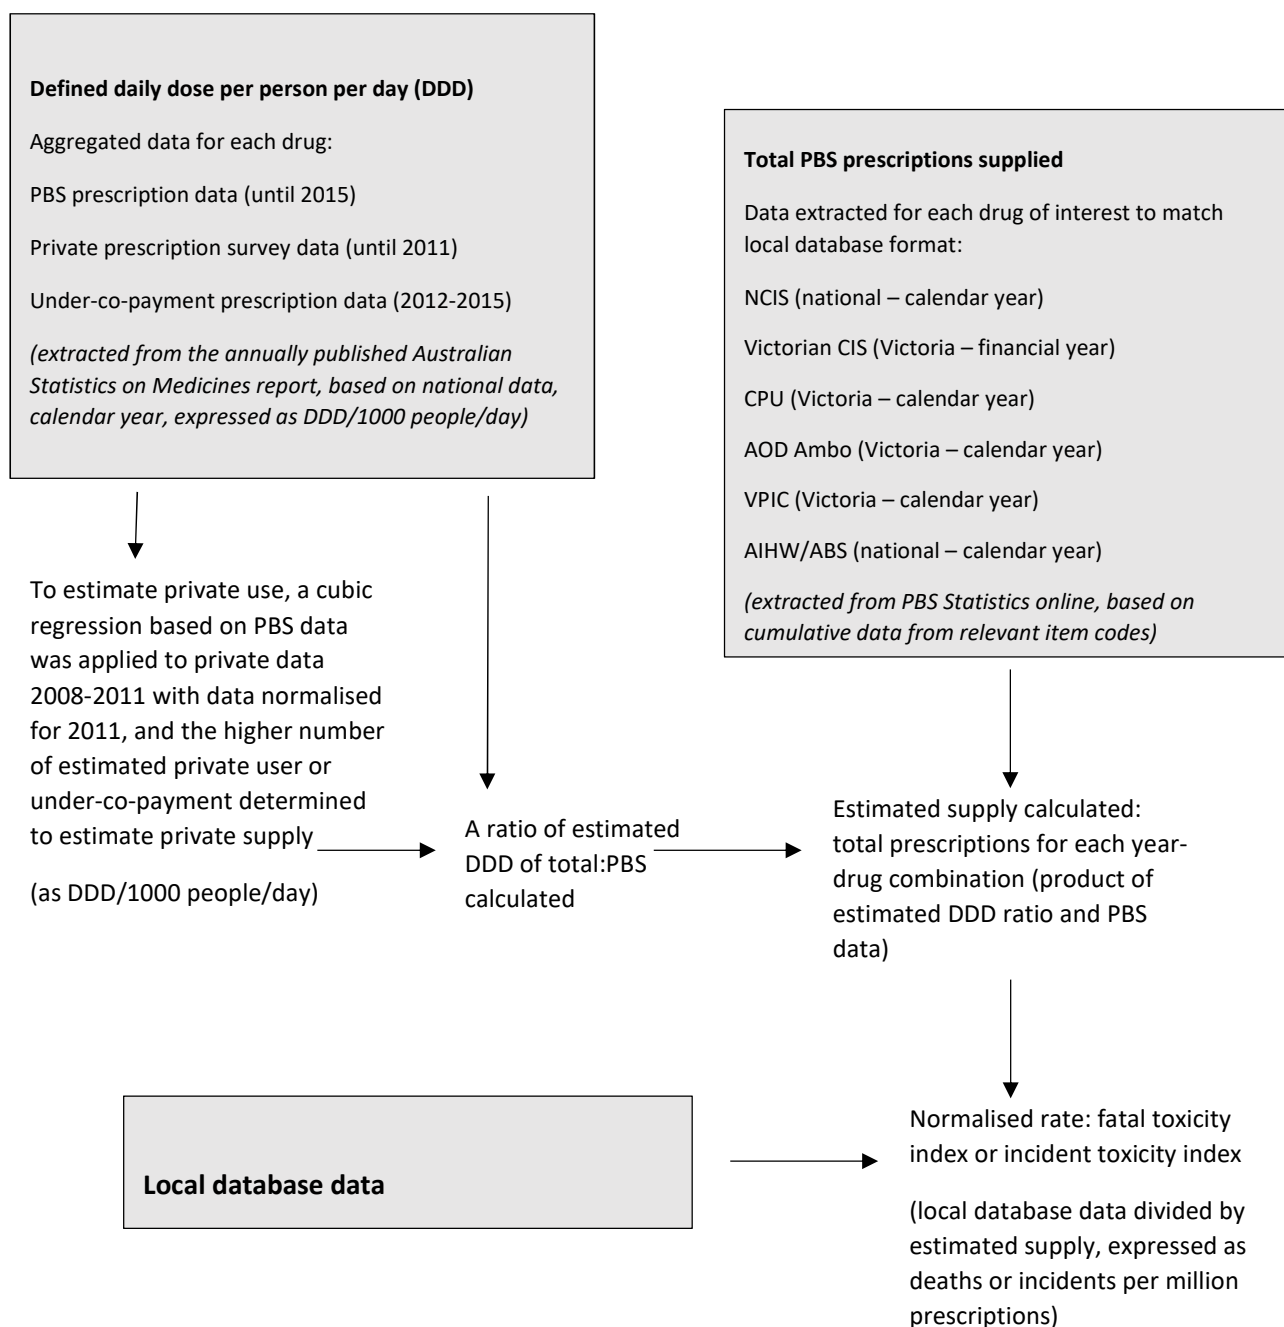 Defined daily dose per person per day (DDD)
Aggregated data for each drug:
PBS prescription data (until 2015)
Private prescription survey data (until 2011)
Under-co-payment prescription data (2012-2015)
(extracted from the annually published Australian
Statistics on Medicines report, based on national data,
calendar year, expressed as DDD/1000 people/day)
Total PBS prescriptions supplied
Data extracted for each drug of interest to match
local database format:
NCIS (national – calendar year)
Victorian CIS (Victoria – financial year)
CPU (Victoria – calendar year)
AOD Ambo (Victoria – calendar year)
VPIC (Victoria – calendar year)
AIHW/ABS (national – calendar year)
(extracted from PBS Statistics online, based on
cumulative data from relevant item codes)
To estimate private use, a cubic
regression based on PBS data
was applied to private data
2008-2011 with data normalised
for 2011, and the higher number
of estimated private user or
under-co-payment determined
to estimate private supply
(as DDD/1000 people/day)
A ratio of estimated
DDD of total:PBS
calculated
Estimated supply calculated:
total prescriptions for each year-
drug combination (product of
estimated DDD ratio and PBS
data)
Local database data
Normalised rate: fatal toxicity
index or incident toxicity index
(local database data divided by
estimated supply, expressed as
deaths or incidents per million
prescriptions)